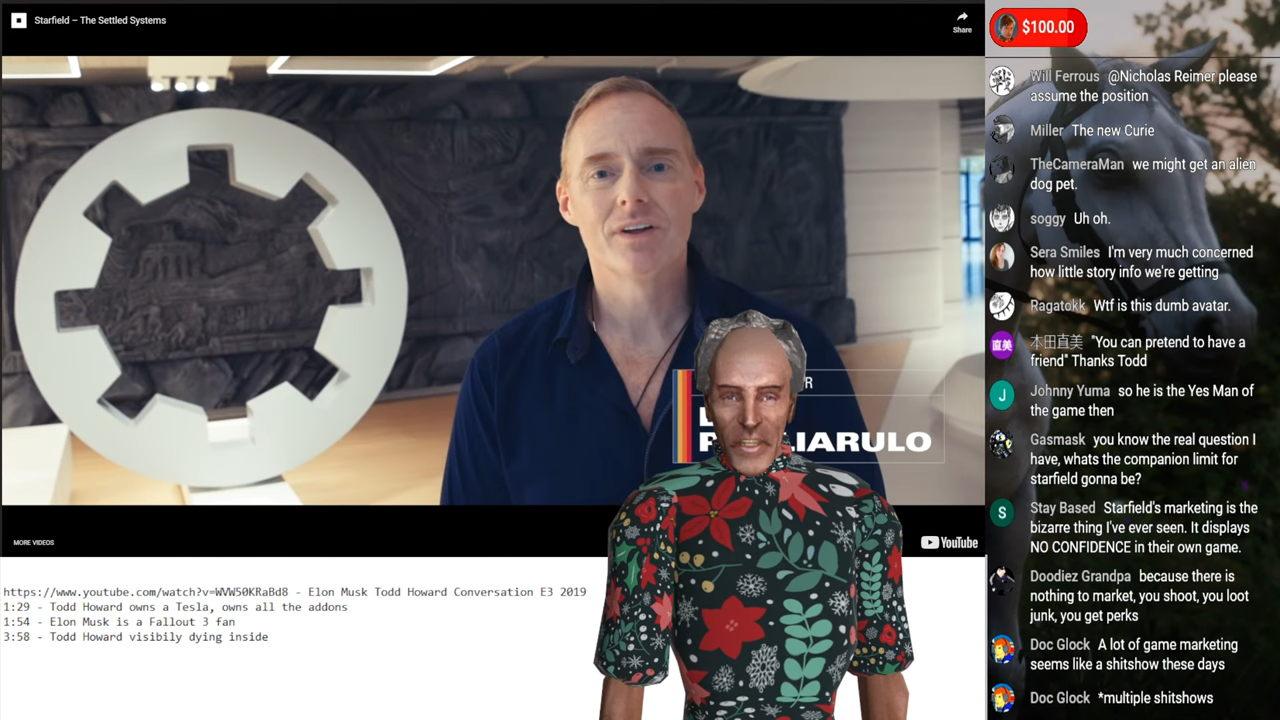 Starfield – The Settled Systems
Share
R
IARULO
MORE VIDEOS
YouTube
https://www.youtube.com/watch?v=WVW50KRaBd8 - Elon Musk Todd Howard Conversation E3 2019
1:29 - Todd Howard owns a Tesla, owns all the addons
1:54 - Elon Musk is a Fallout 3 fan
3:58 - Todd Howard visibily dying inside
$100.00
Will Ferrous @Nicholas Reimer please
assume the position
Miller The new Curie
TheCameraMan we might get an alien
dog pet.
soggy Uh oh.
Sera Smiles I'm very much concerned
how little story info we're getting
Ragatokk Wtf is this dumb avatar.
直美
本田直美 "You can pretend to have a
friend" Thanks Todd
J
Johnny Yuma so he is the Yes Man of
the game then
Gasmask you know the real question I
have, whats the companion limit for
starfield gonna be?
S
Stay Based Starfield's marketing is the
bizarre thing I've ever seen. It displays
NO CONFIDENCE in their own game.
Doodiez Grandpa because there is
nothing to market, you shoot, you loot
junk, you get perks
Doc Glock A lot of game marketing
seems like a shitshow these days
Doc Glock *multiple shitshows